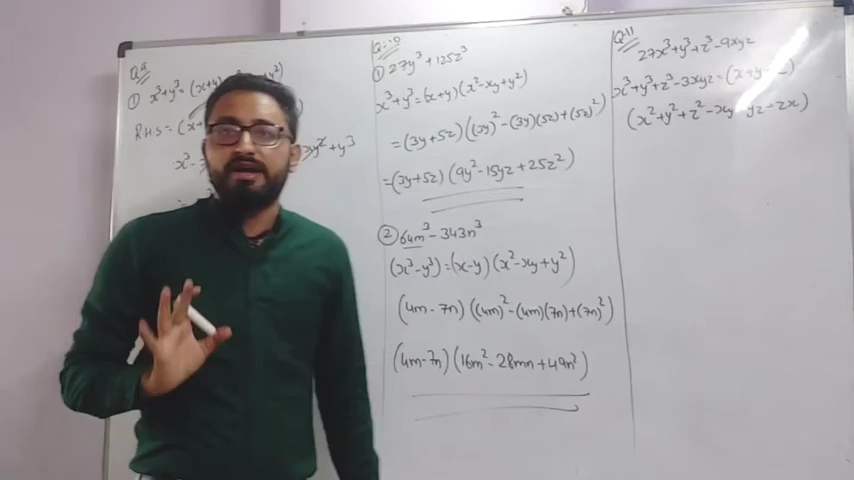 Q.9
① x³+y³ = (x+y) y²)
RHS = (x+
x³- xy²+y³
Q.10
① 27y³ + 125z³
x³+y³ = (x+y) (x²-xy+y²)
= (3y+5z) ((3y)²-(3y)(5z)+(5z)²)
= (3y+5z) (9y²-15yz+25z²)
② 64m³ - 343n³
(x³-y³) = (x-y) (x²-xy+y²)
(4m-7n) ((4m)²-(4m)(7n)+(7n)²)
(4m-7n) (16m²-28mn+49n²)
Q.11
27x³+y³+z³-9xyz
x³+y³+z³-3xyz = (x+y )
(x²+y²+z²-xy-yz-zx)